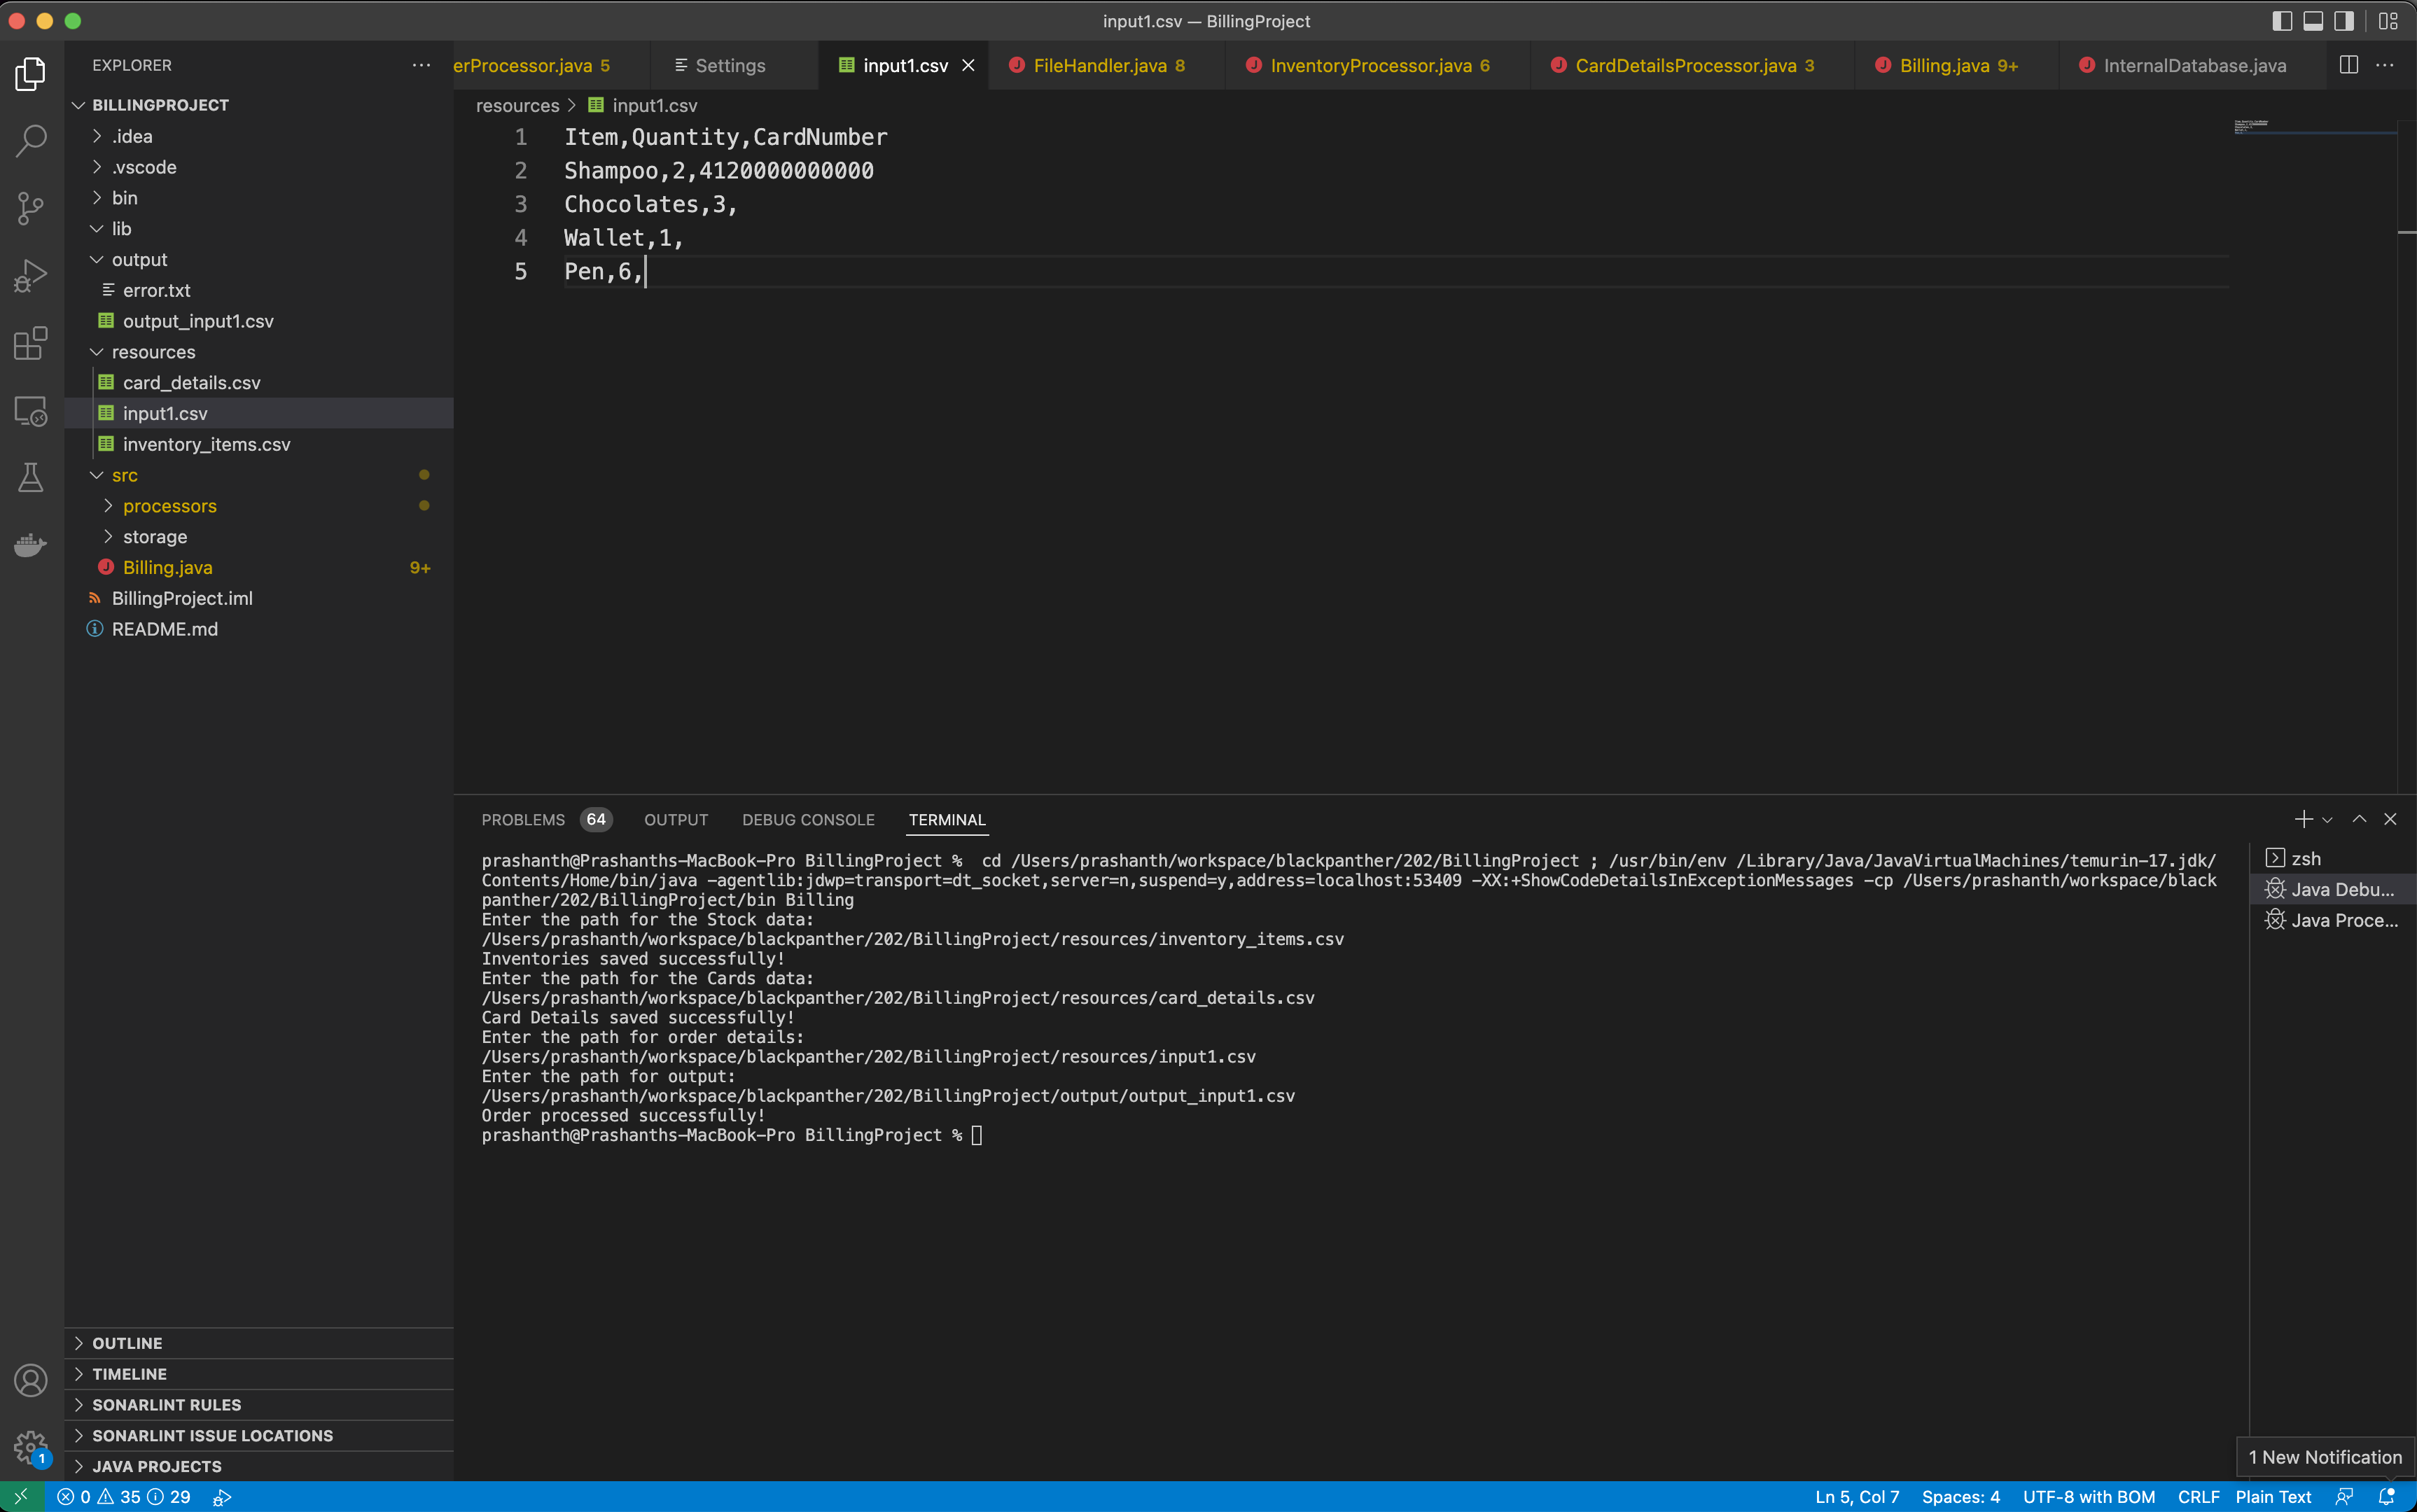 input1.csv — BillingProject
EXPLORER
BILLINGPROJECT
.idea
.vscode
bin
lib
output
error.txt
output_input1.csv
resources
card_details.csv
input1.csv
inventory_items.csv
src
processors
storage
Billing.java 9+
BillingProject.iml
README.md
OUTLINE
TIMELINE
SONARLINT RULES
SONARLINT ISSUE LOCATIONS
JAVA PROJECTS
erProcessor.java 5 Settings input1.csv FileHandler.java 8 InventoryProcessor.java 6 CardDetailsProcessor.java 3 Billing.java 9+ InternalDatabase.java
resources > input1.csv
1 Item,Quantity,CardNumber
2 Shampoo,2,4120000000000
3 Chocolates,3,
4 Wallet,1,
5 Pen,6,
PROBLEMS 64 OUTPUT DEBUG CONSOLE TERMINAL
prashanth@Prashanths-MacBook-Pro BillingProject %  cd /Users/prashanth/workspace/blackpanther/202/BillingProject ; /usr/bin/env /Library/Java/JavaVirtualMachines/temurin-17.jdk/
Contents/Home/bin/java -agentlib:jdwp=transport=dt_socket,server=n,suspend=y,address=localhost:53409 -XX:+ShowCodeDetailsInExceptionMessages -cp /Users/prashanth/workspace/black
panther/202/BillingProject/bin Billing
Enter the path for the Stock data:
/Users/prashanth/workspace/blackpanther/202/BillingProject/resources/inventory_items.csv
Inventories saved successfully!
Enter the path for the Cards data:
/Users/prashanth/workspace/blackpanther/202/BillingProject/resources/card_details.csv
Card Details saved successfully!
Enter the path for order details:
/Users/prashanth/workspace/blackpanther/202/BillingProject/resources/input1.csv
Enter the path for output:
/Users/prashanth/workspace/blackpanther/202/BillingProject/output/output_input1.csv
Order processed successfully!
prashanth@Prashanths-MacBook-Pro BillingProject %
zsh
Java Debu...
Java Proce...
1 New Notification
1
0 35 29 Ln 5, Col 7 Spaces: 4 UTF-8 with BOM CRLF Plain Text